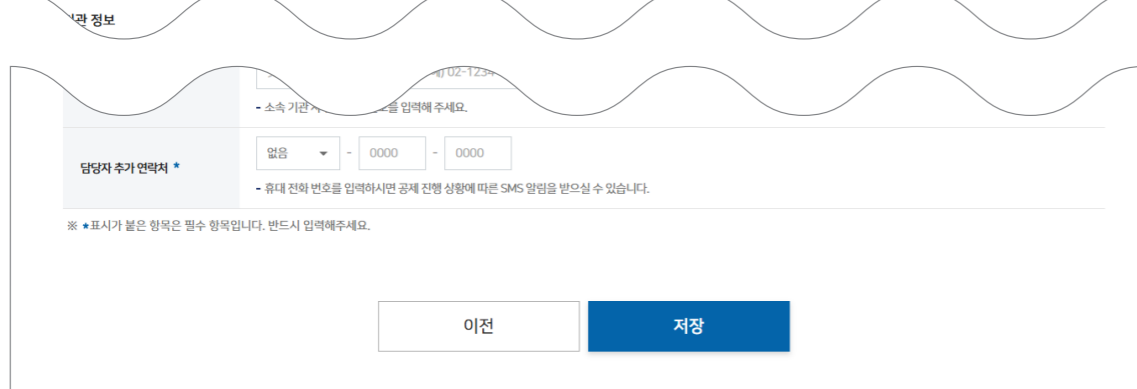 정보
02-1234
- 소속 기관
입력해 주세요.
담당자 추가 연락처 *
없음 - 0000 - 0000
- 휴대 전화 번호를 입력하시면 공제 진행 상황에 따른 SMS 알림을 받으실 수 있습니다.
※ *표시가 붙은 항목은 필수 항목입니다. 반드시 입력해주세요.
이전
저장